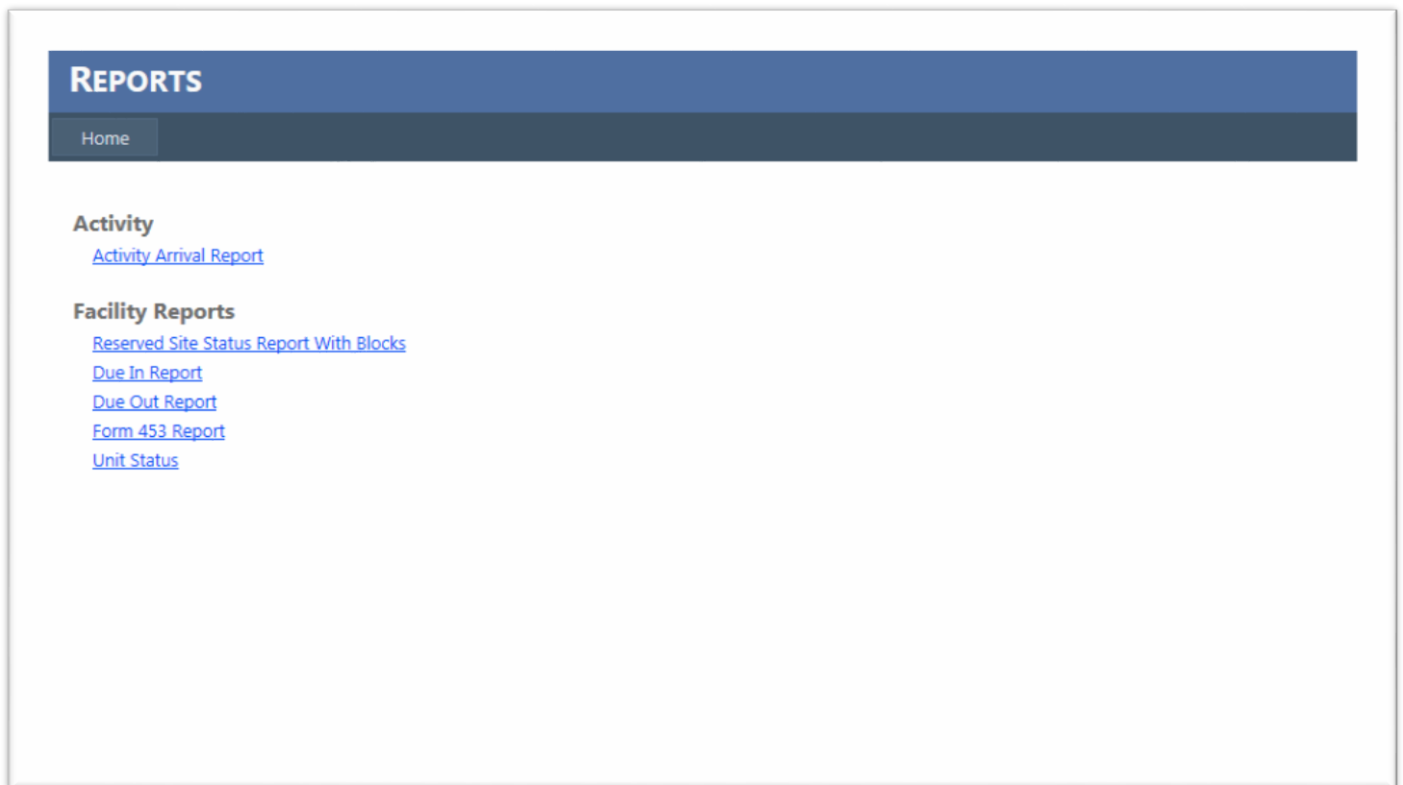 REPORTS
Home
Activity
Activity Arrival Report
Facility Reports
Reserved Site Status Report With Blocks
Due In Report
Due Out Report
Form 453 Report
Unit Status